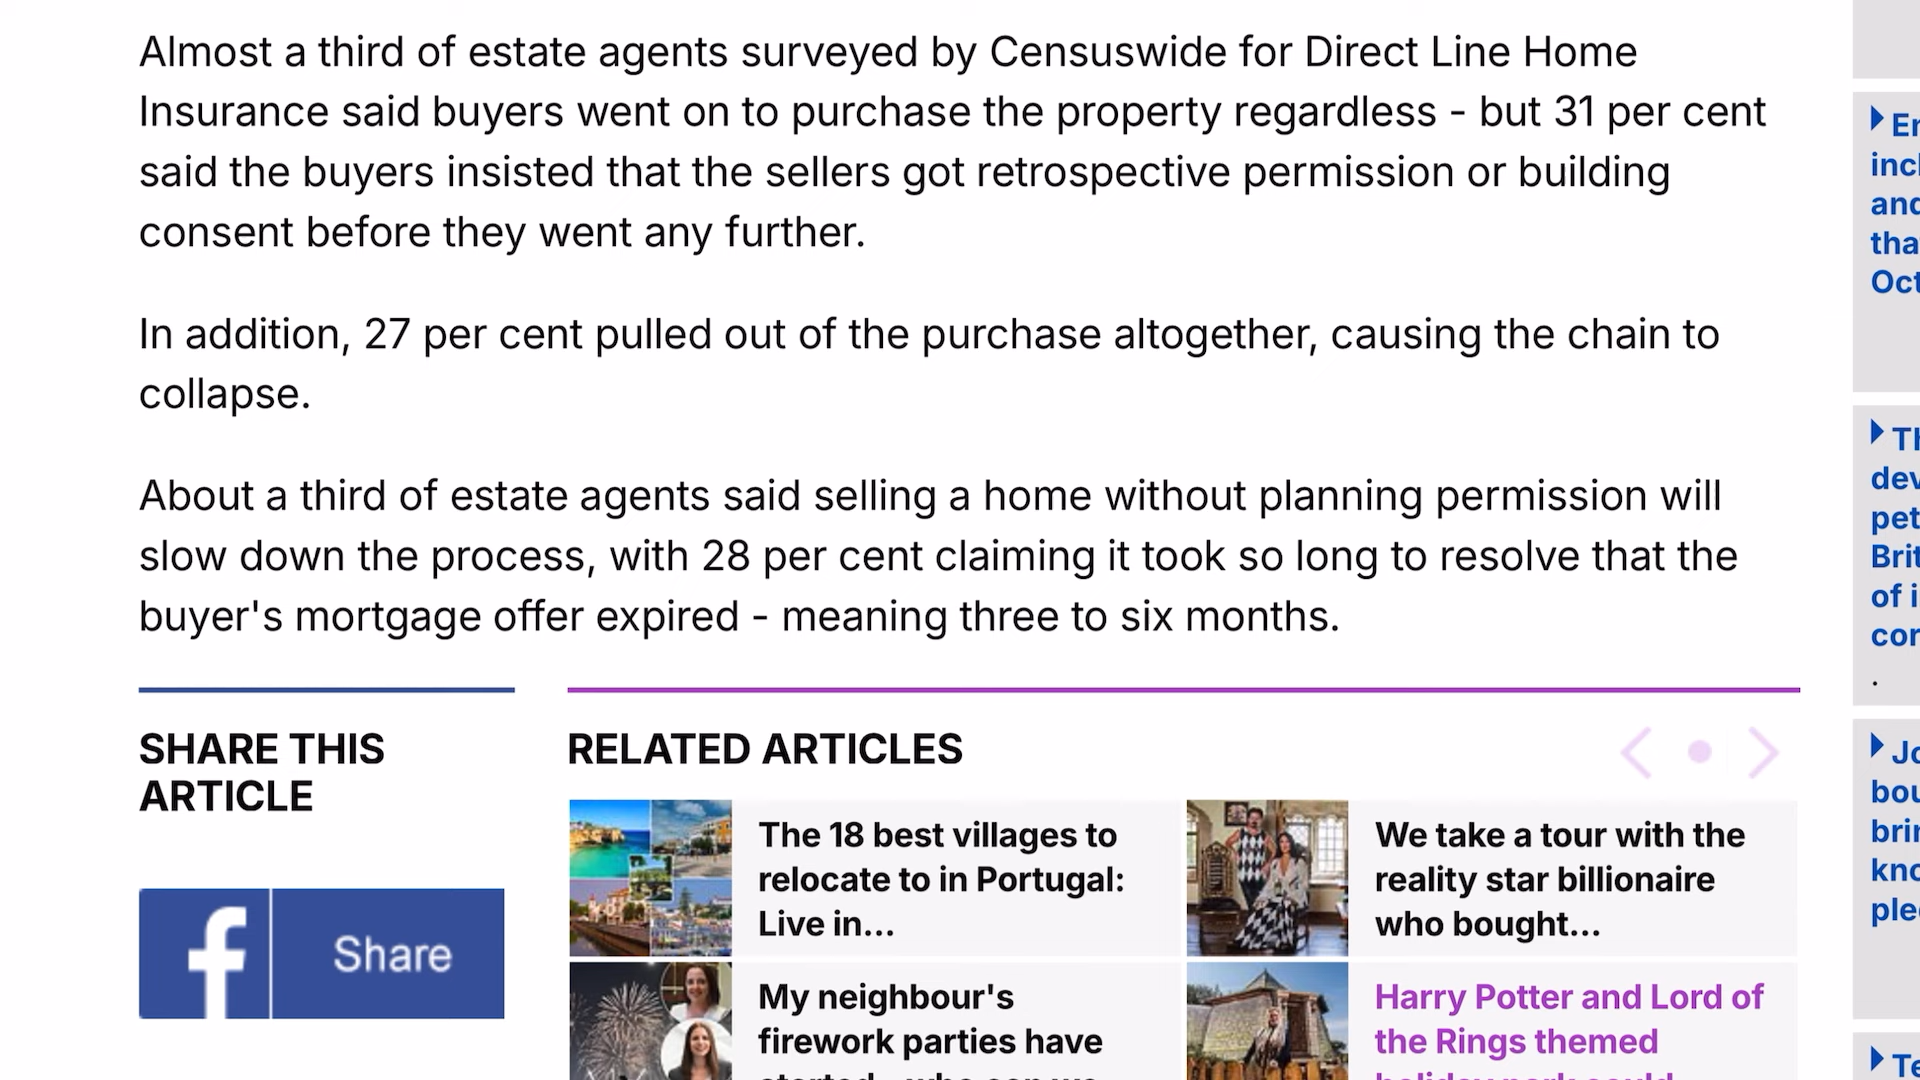 Almost a third of estate agents surveyed by Censuswide for Direct Line Home
Insurance said buyers went on to purchase the property regardless - but 31 per cent
said the buyers insisted that the sellers got retrospective permission or building
consent before they went any further.
In addition, 27 per cent pulled out of the purchase altogether, causing the chain to
collapse.
About a third of estate agents said selling a home without planning permission will
slow down the process, with 28 per cent claiming it took so long to resolve that the
buyer's mortgage offer expired - meaning three to six months.
SHARE THIS
ARTICLE
Share
RELATED ARTICLES
The 18 best villages to
relocate to in Portugal:
Live in...
We take a tour with the
reality star billionaire
who bought...
My neighbour's
firework parties have
Harry Potter and Lord of
the Rings themed
and
of